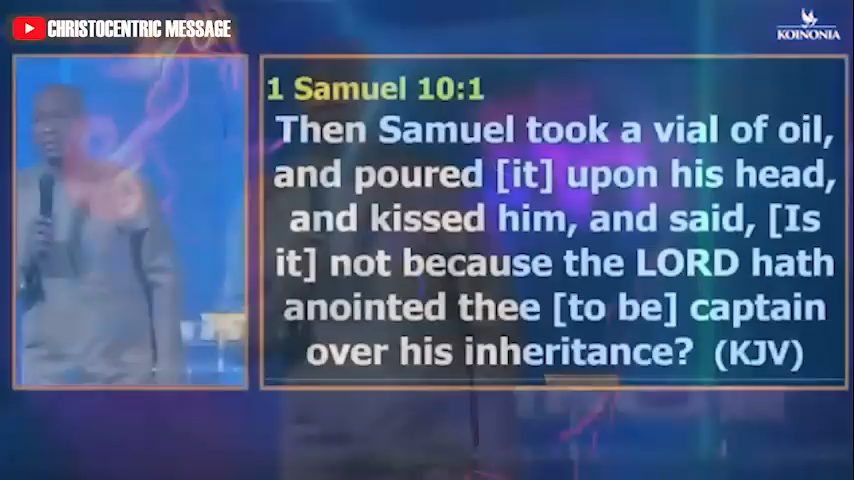 CHRISTOCENTRIC MESSAGE
KOINONIA
1 Samuel 10:1
Then Samuel took a vial of oil,
and poured [it] upon his head,
and kissed him, and said, [Is
it] not because the LORD hath
anointed thee [to be] captain
over his inheritance? (KJV)